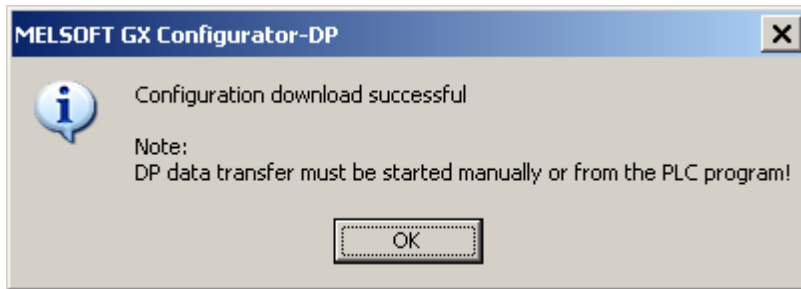 MELSOFT GX Configurator-DP
Configuration download successful
Note:
DP data transfer must be started manually or from the PLC program!
OK